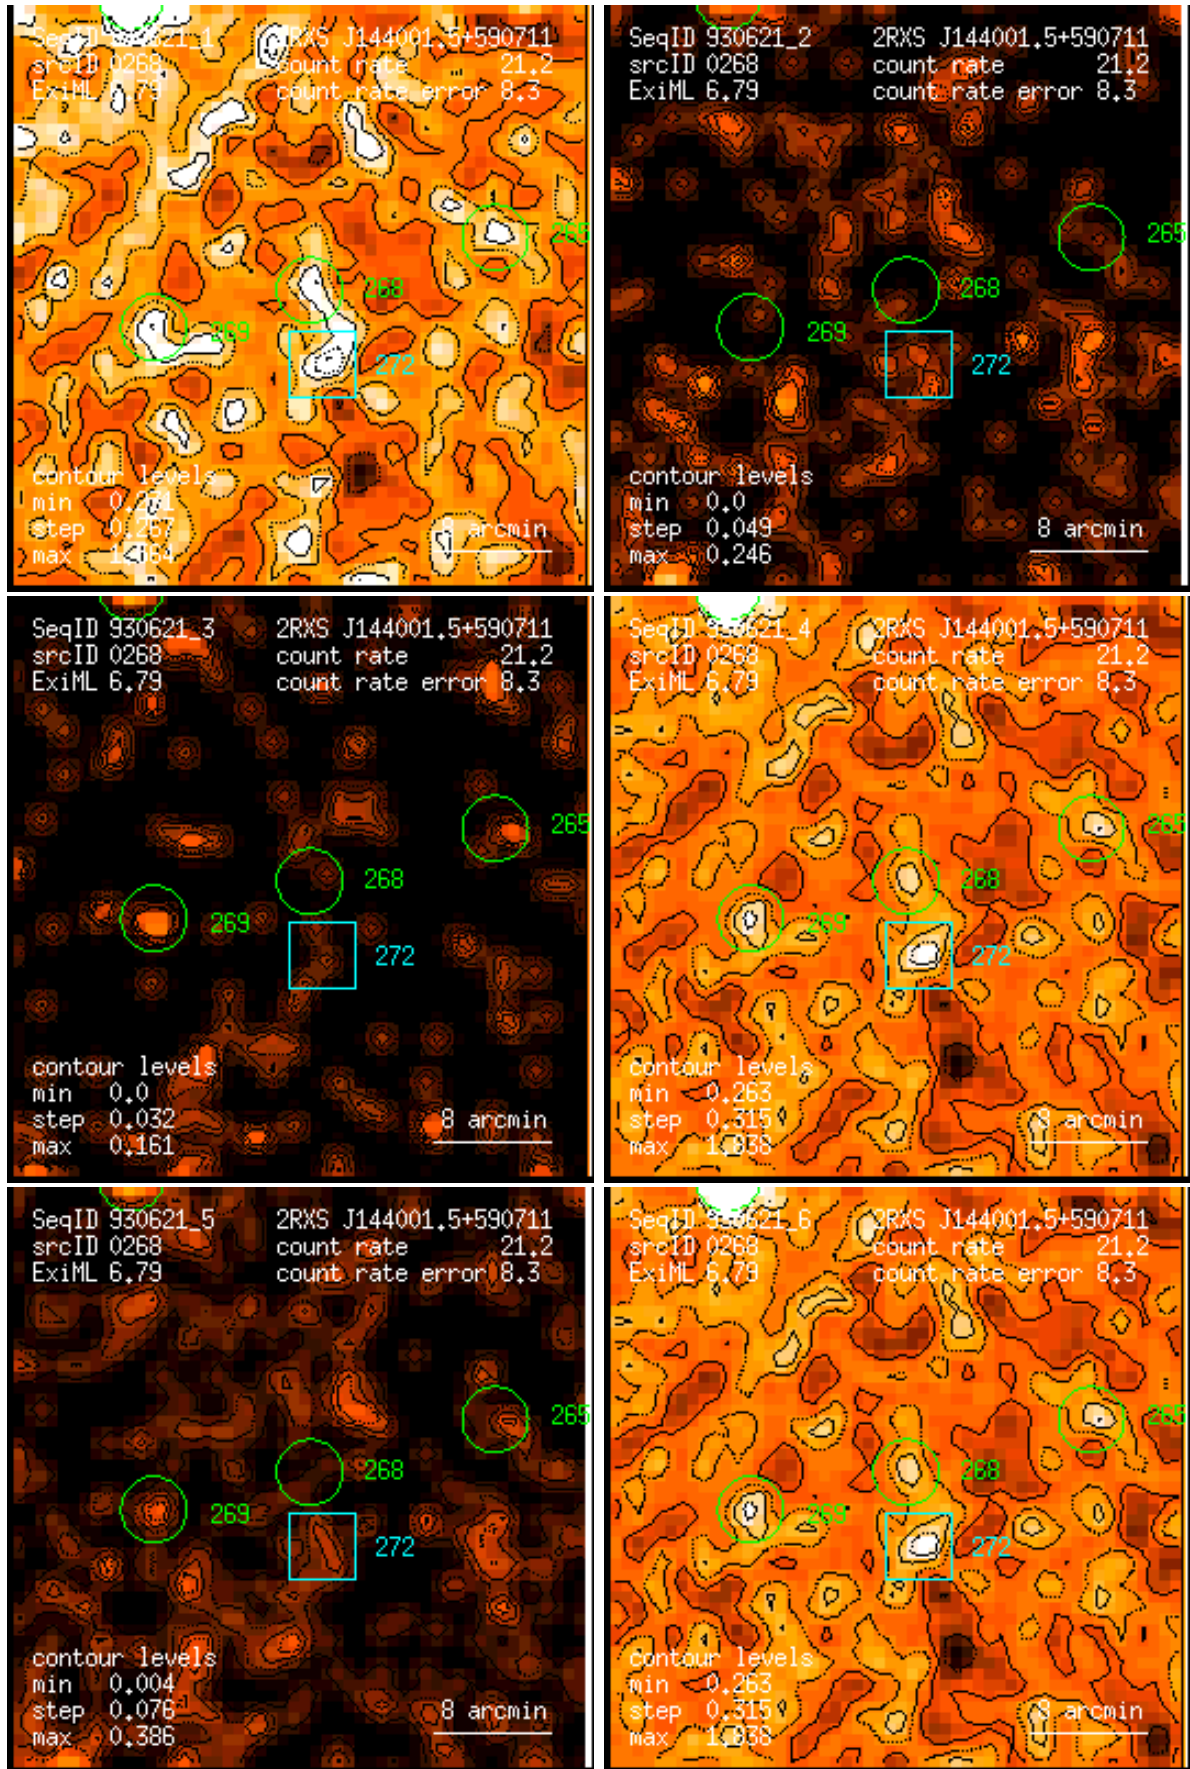 SeqID 930621_1 2RXS J144001.5+590711
srcID 0268 count rate 21.2
ExiML 6.79 count rate error 8.3
265
268
269
272
contour levels
min 0.271
step 0.267
max
8 arcmin
SeqID 930621_2 2RXS J144001.5+590711
srcID 0268 count rate 21.2
ExiML 6.79 count rate error 8.3
265
268
269
272
contour levels
min 0.0
step 0.049
max 0.246
8 arcmin
SeqID 930621_3 2RXS J144001.5+590711
srcID 0268 count rate 21.2
ExiML 6.79 count rate error 8.3
265
268
269
272
contour levels
min 0.0
step 0.032
max 0.161
8 arcmin
SeqID 930621_4 2RXS J144001.5+590711
srcID 0268 count rate 21.2
ExiML 6.79 count rate error 8.3
265
268
269
272
contour levels
min 0.263
step 0.315
max 1.838
8 arcmin
SeqID 930621_5 2RXS J144001.5+590711
srcID 0268 count rate 21.2
ExiML 6.79 count rate error 8.3
265
268
269
272
contour levels
min 0.004
step 0.076
max 0.386
8 arcmin
SeqID 930621_6 2RXS J144001.5+590711
srcID 0268 count rate 21.2
ExiML 6.79 count rate error 8.3
265
268
269
272
contour levels
min 0.263
step 0.315
max 1.838
8 arcmin